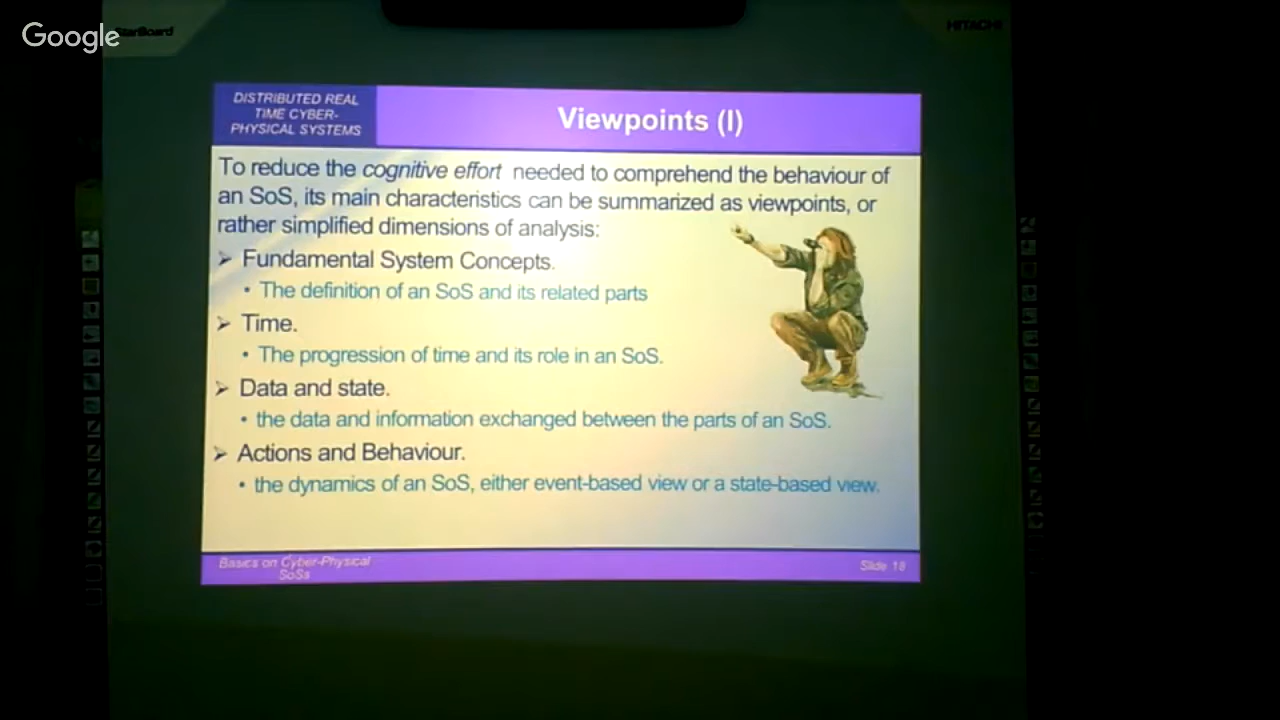 Google
StarBoard
HITACHI
DISTRIBUTED REAL
TIME CYBER-
PHYSICAL SYSTEMS
Viewpoints (I)
To reduce the cognitive effort needed to comprehend the behaviour of
an SoS, its main characteristics can be summarized as viewpoints, or
rather simplified dimensions of analysis:
➢ Fundamental System Concepts.
• The definition of an SoS and its related parts
➢ Time.
• The progression of time and its role in an SoS.
➢ Data and state.
• the data and information exchanged between the parts of an SoS.
➢ Actions and Behaviour.
• the dynamics of an SoS, either event-based view or a state-based view.
Basics on Cyber-Physical
SoSs
Slide 18